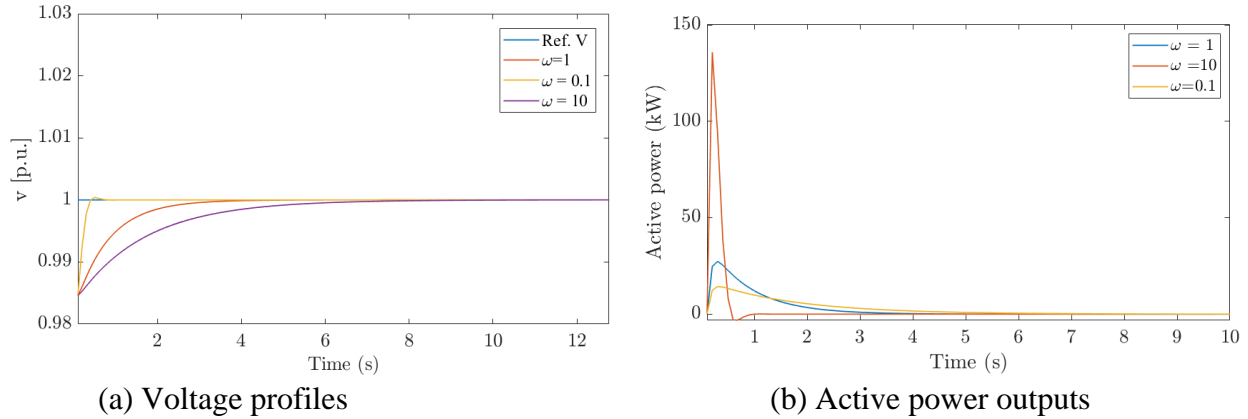 1.03
1.02
1.01
1
0.99
0.98
v [p.u.]
2
4
6
8
10
12
Time (s)
Ref. V
ω=1
ω = 0.1
ω = 10
(a) Voltage profiles
150
100
50
0
Active power (kW)
1
2
3
4
5
6
7
8
9
10
Time (s)
ω = 1
ω =10
ω=0.1
(b) Active power outputs